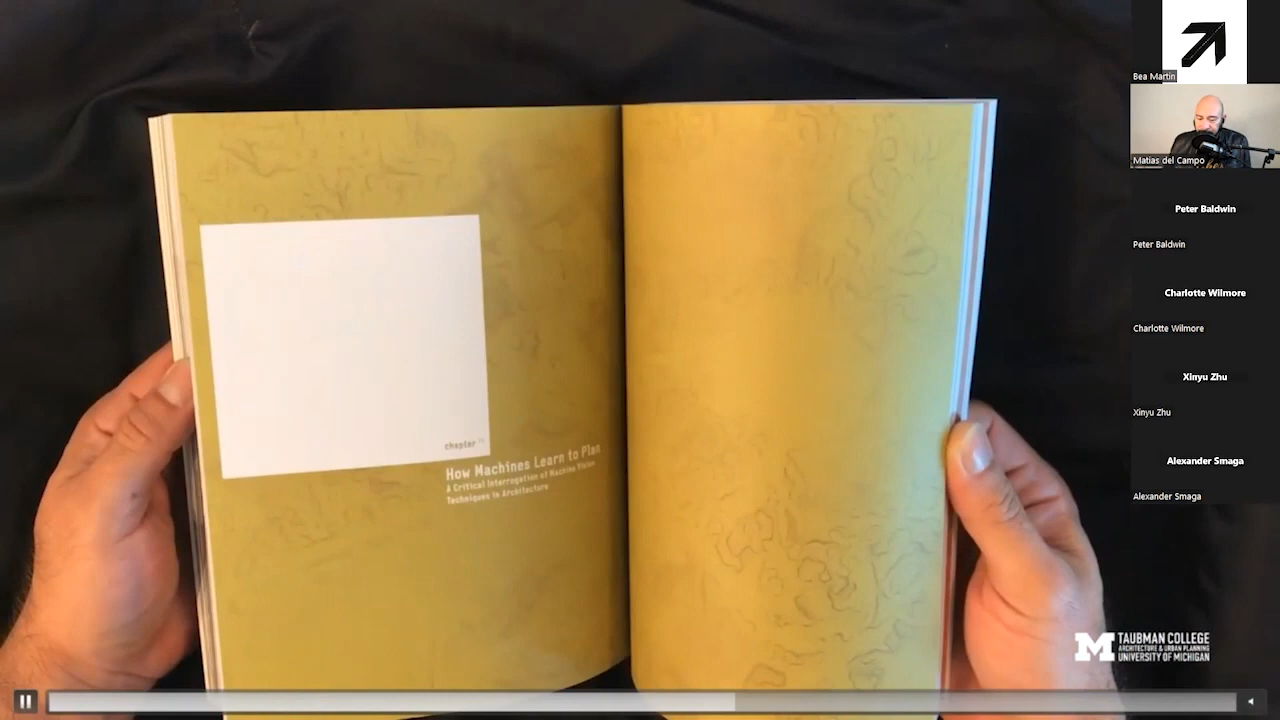 chapter
How Machines Learn to Plan
A Critical Interrogation of Machine Vision
Techniques in Architecture
TAUBMAN COLLEGE
ARCHITECTURE & URBAN PLANNING
UNIVERSITY OF MICHIGAN
Bea Martin
Matias del Campo
Peter Baldwin
Peter Baldwin
Charlotte Wilmore
Charlotte Wilmore
Xinyu Zhu
Xinyu Zhu
Alexander Smaga
Alexander Smaga